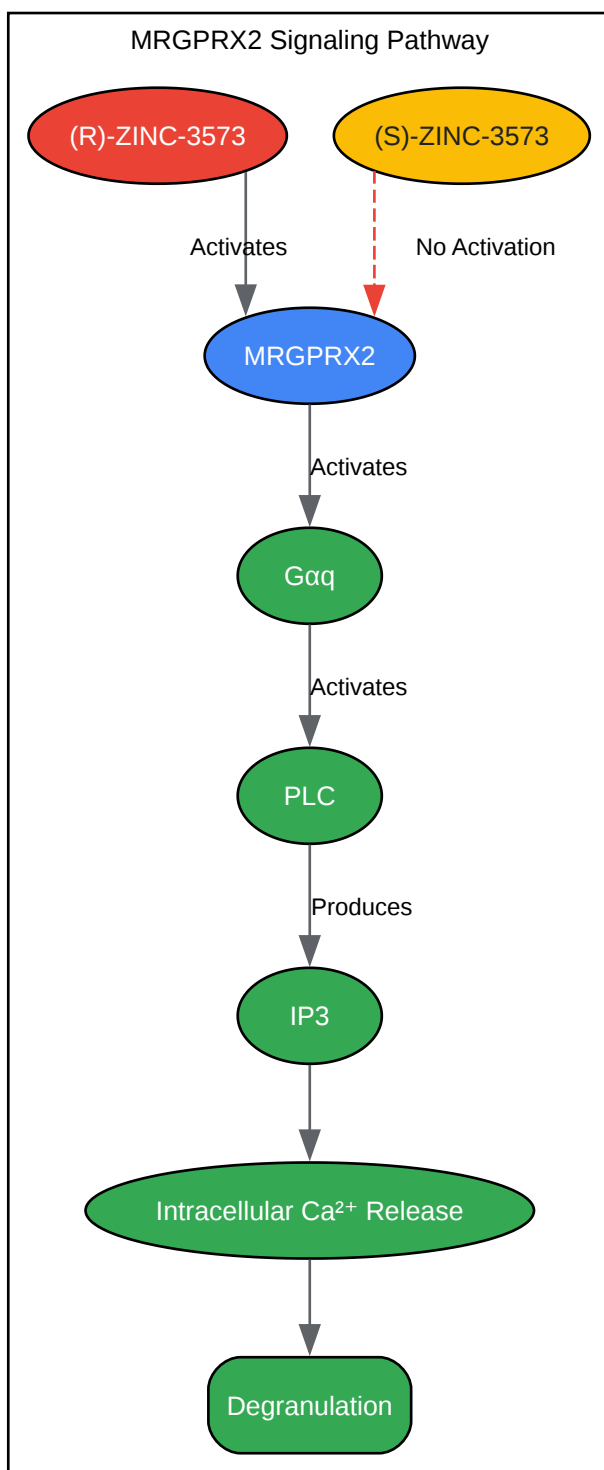 MRGPRX2 Signaling Pathway
(R)-ZINC-3573
(S)-ZINC-3573
Activates
No Activation
MRGPRX2
Activates
Gαq
Activates
PLC
Produces
IP3
Intracellular Ca²⁺ Release
Degranulation